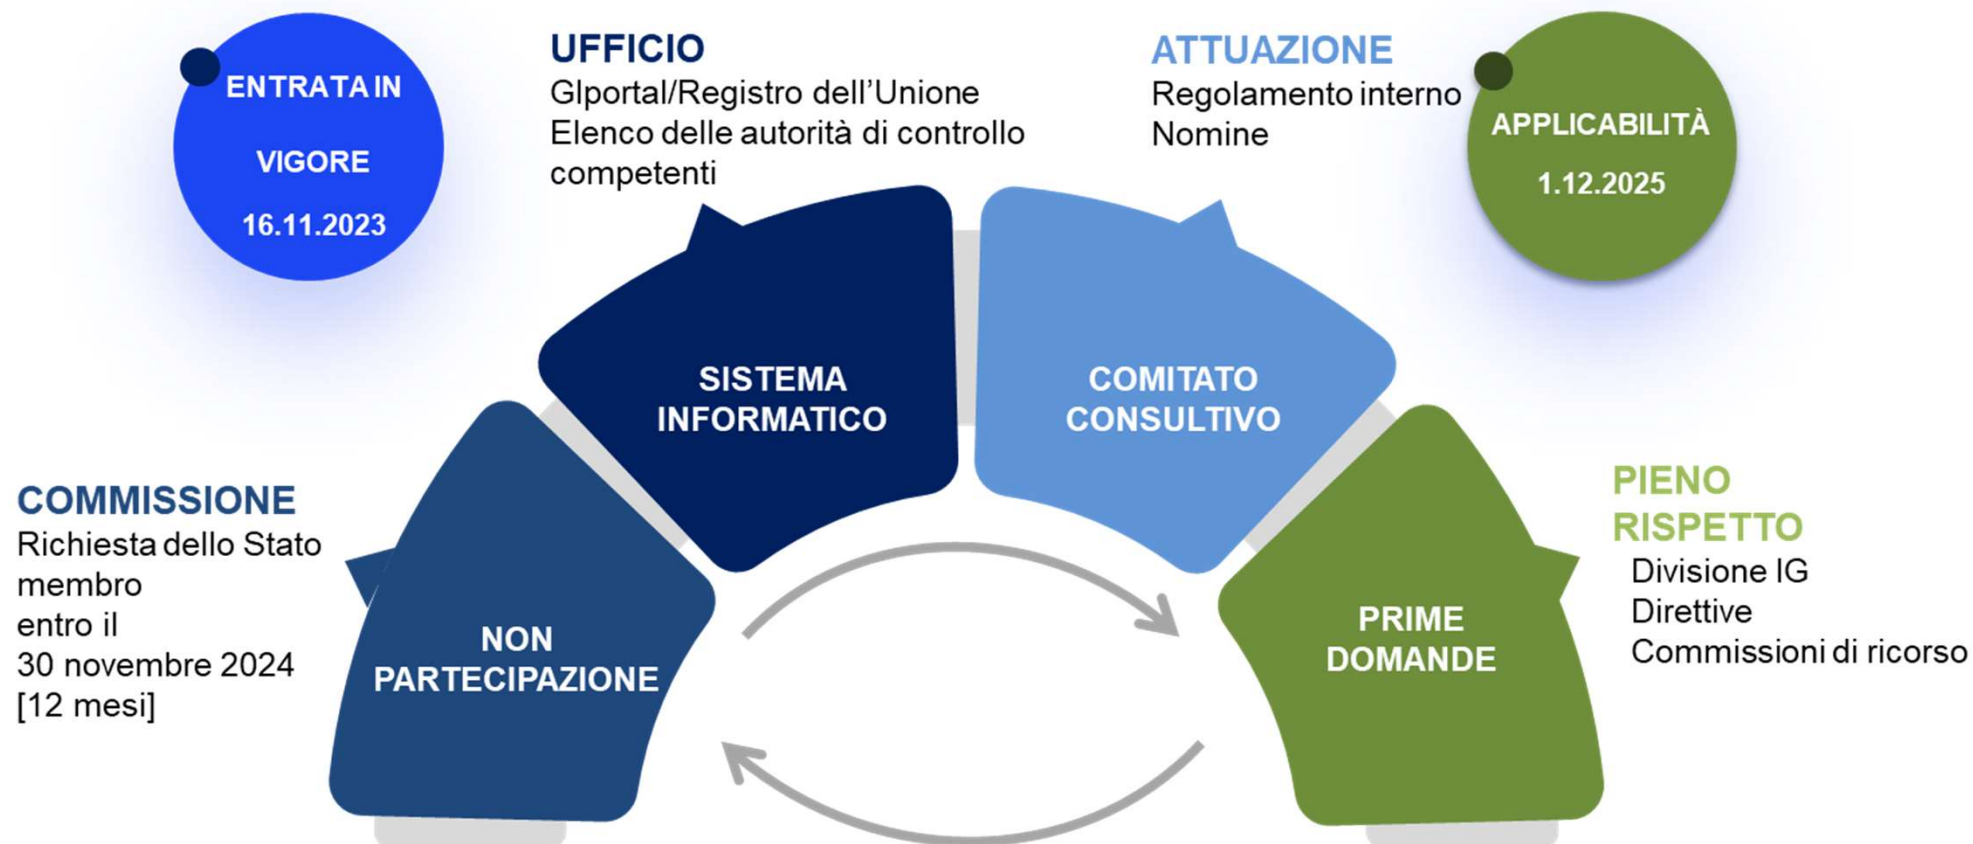 ENTRATA IN
VIGORE
16.11.2023
UFFICIO
GIportal/Registro dell'Unione
Elenco delle autorità di controllo
competenti
ATTUAZIONE
Regolamento interno
Nomine
APPLICABILITÀ
1.12.2025
SISTEMA
INFORMATICO
COMITATO
CONSULTIVO
COMMISSIONE
Richiesta dello Stato
membro
entro il
30 novembre 2024
[12 mesi]
NON
PARTECIPAZIONE
PRIME
DOMANDE
PIENO
RISPETTO
Divisione IG
Direttive
Commissioni di ricorso